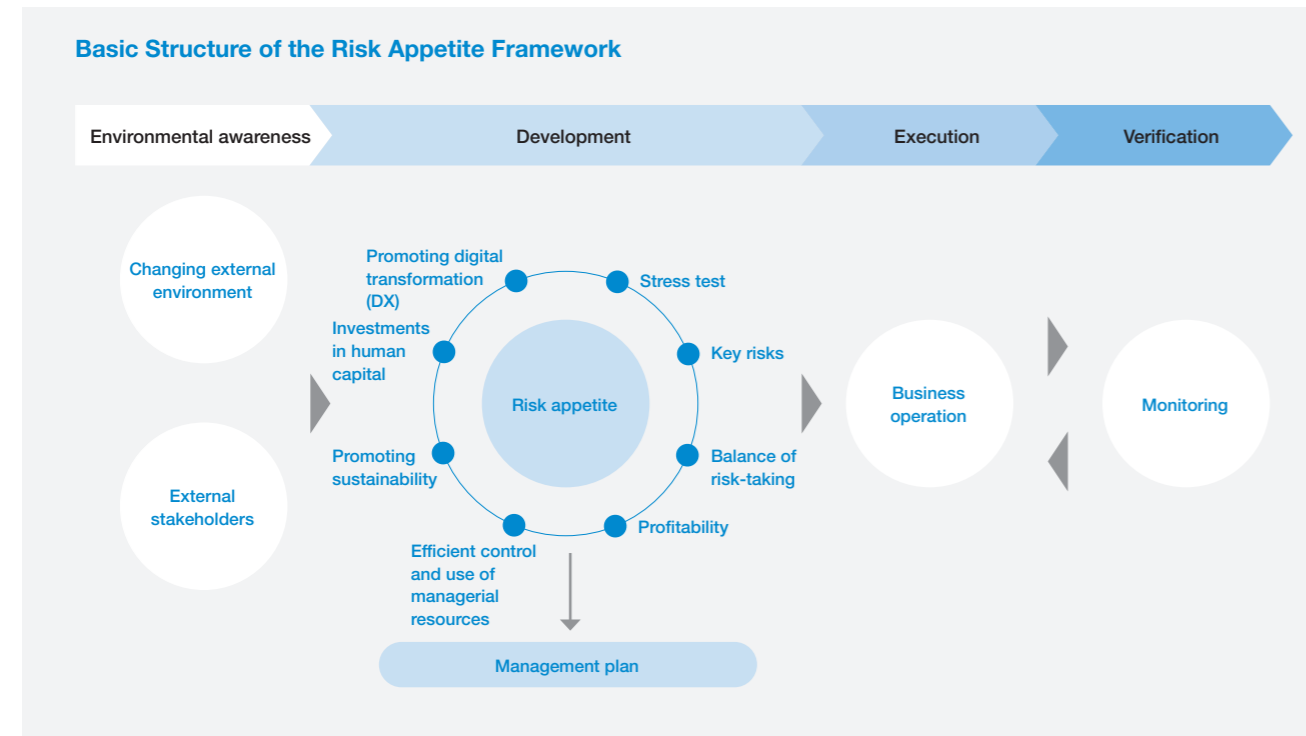 Basic Structure of the Risk Appetite Framework
Environmental awareness
Development
Execution
Verification
Changing external
environment
External
stakeholders
Promoting digital
transformation
(DX)
Investments
in human
capital
Promoting
sustainability
Efficient control
and use of
managerial
resources
Stress test
Key risks
Balance of
risk-taking
Profitability
Risk appetite
Management plan
Business
operation
Monitoring